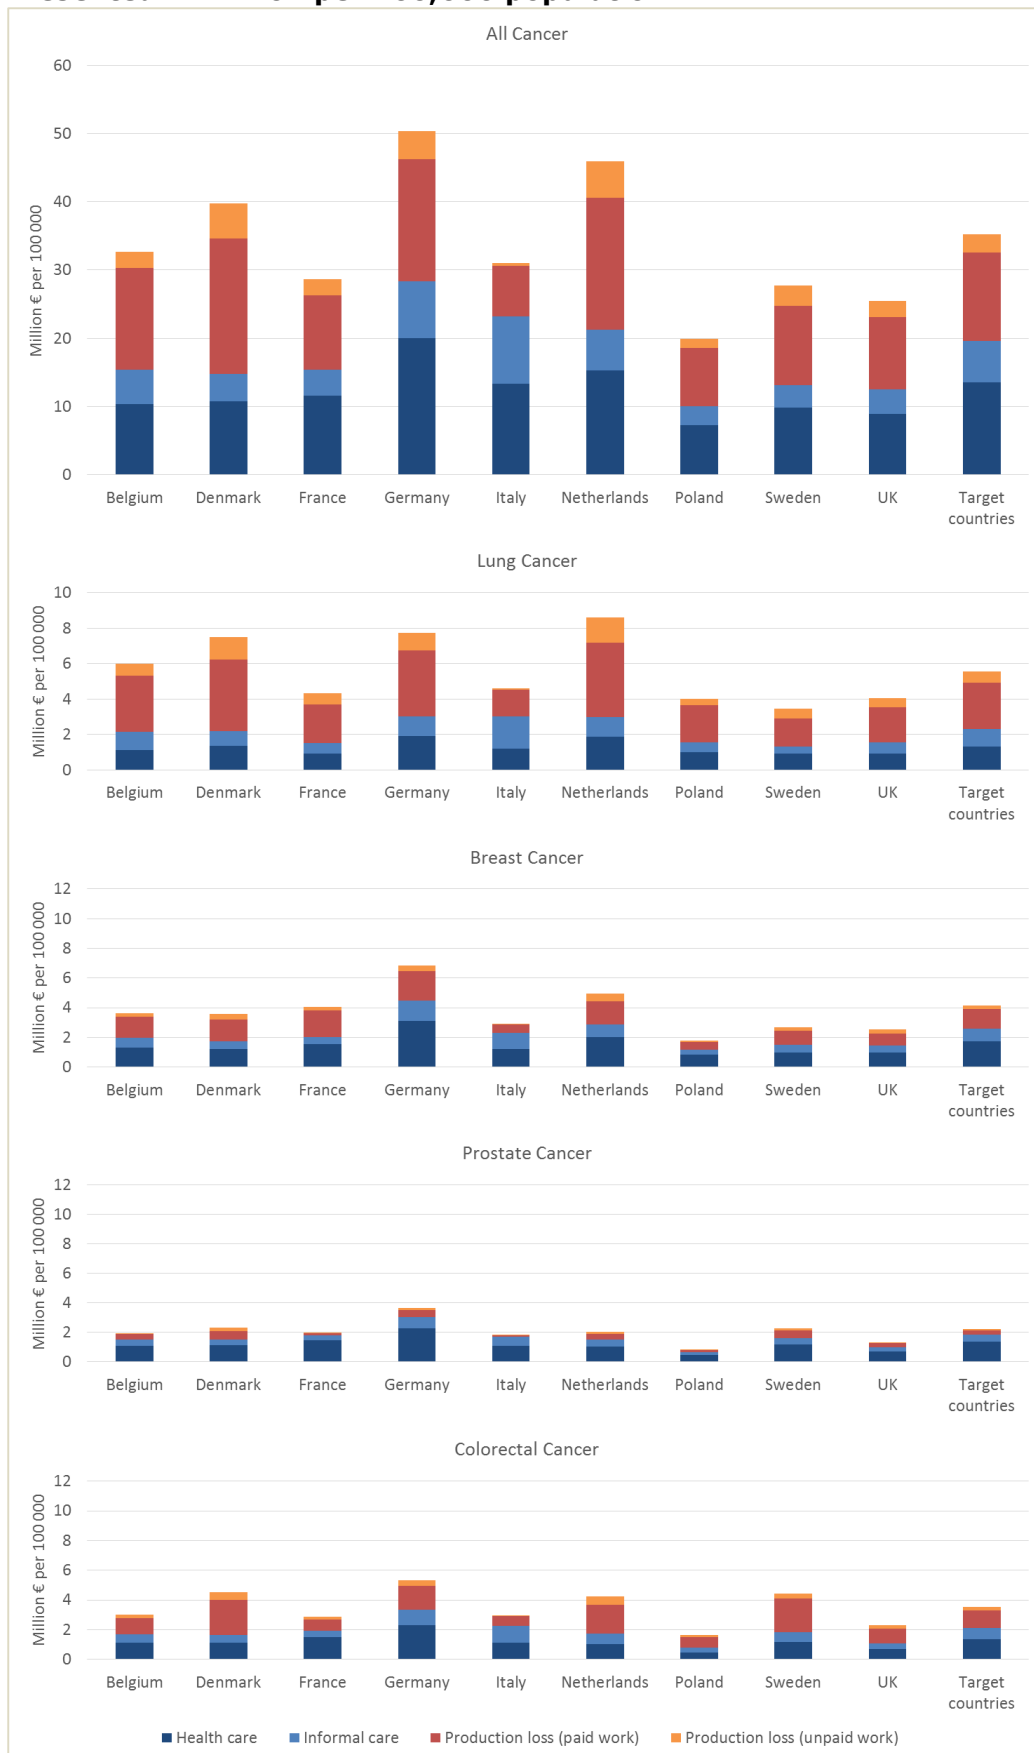 per
All Cancer
60
50
40
30
20
10
0
Million € per 100 000
Belgium Denmark France Germany Italy Netherlands Poland Sweden UK Target
countries
Lung Cancer
10
8
6
4
2
0
Million € per 100 000
Belgium Denmark France Germany Italy Netherlands Poland Sweden UK Target
countries
Breast Cancer
12
10
8
6
4
2
0
Million € per 100 000
Belgium Denmark France Germany Italy Netherlands Poland Sweden UK Target
countries
Prostate Cancer
12
10
8
6
4
2
0
Million € per 100 000
Belgium Denmark France Germany Italy Netherlands Poland Sweden UK Target
countries
Colorectal Cancer
12
10
8
6
4
2
0
Million € per 100 000
Belgium Denmark France Germany Italy Netherlands Poland Sweden UK Target
countries
Health care Informal care Production loss (paid work) Production loss (unpaid work)